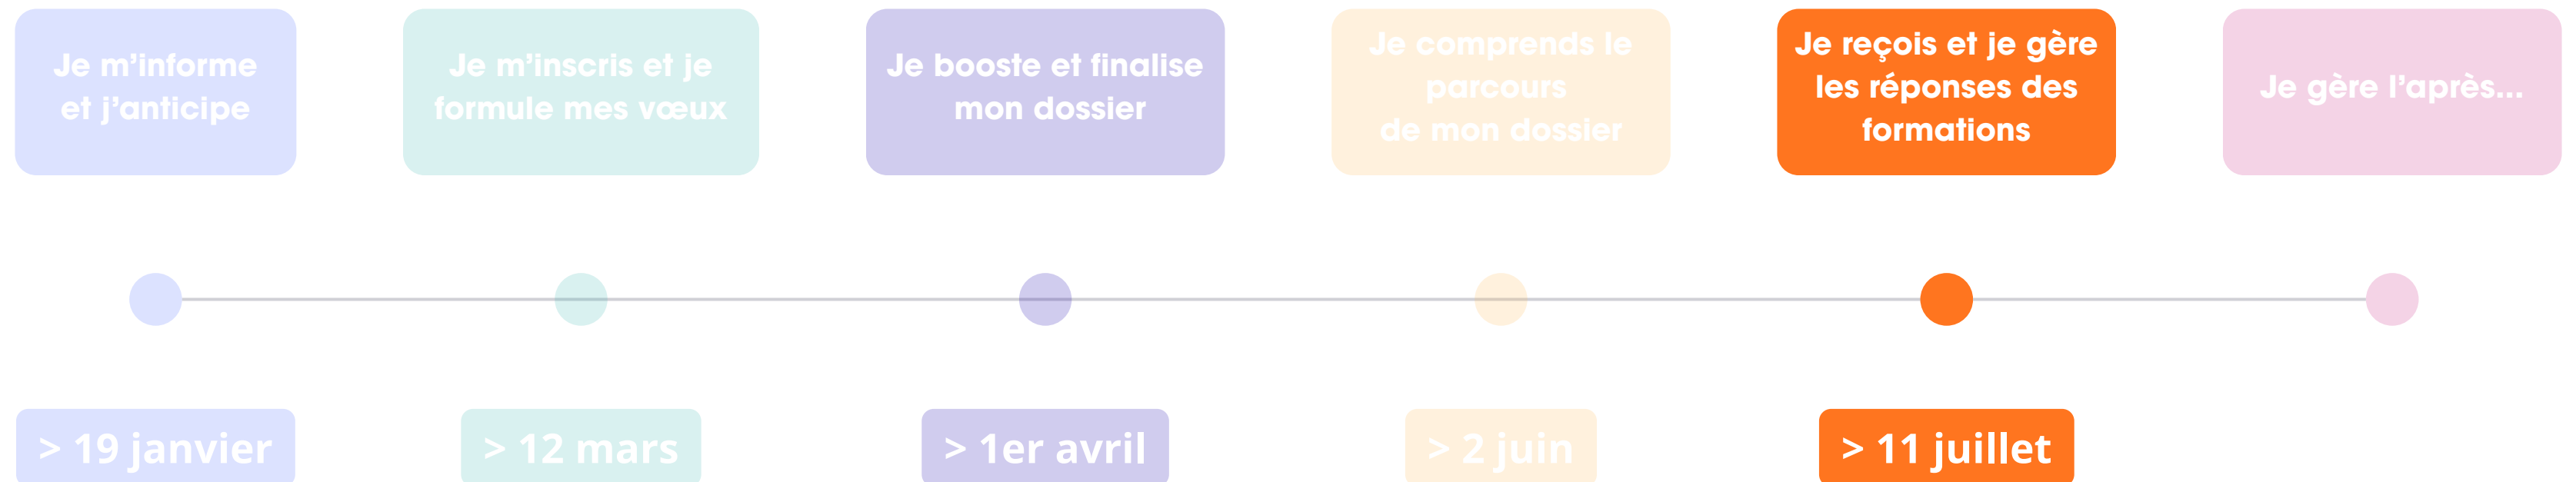 Je m’informe
et j’anticipe
Je m’inscris et je
formule mes vœux
Je booste et finalise
mon dossier
Je comprends le
parcours
de mon dossier
Je reçois et je gère
les réponses des
formations
Je gère l’après...
> 19 janvier
> 12 mars
> 1er avril
> 2 juin
> 11 juillet